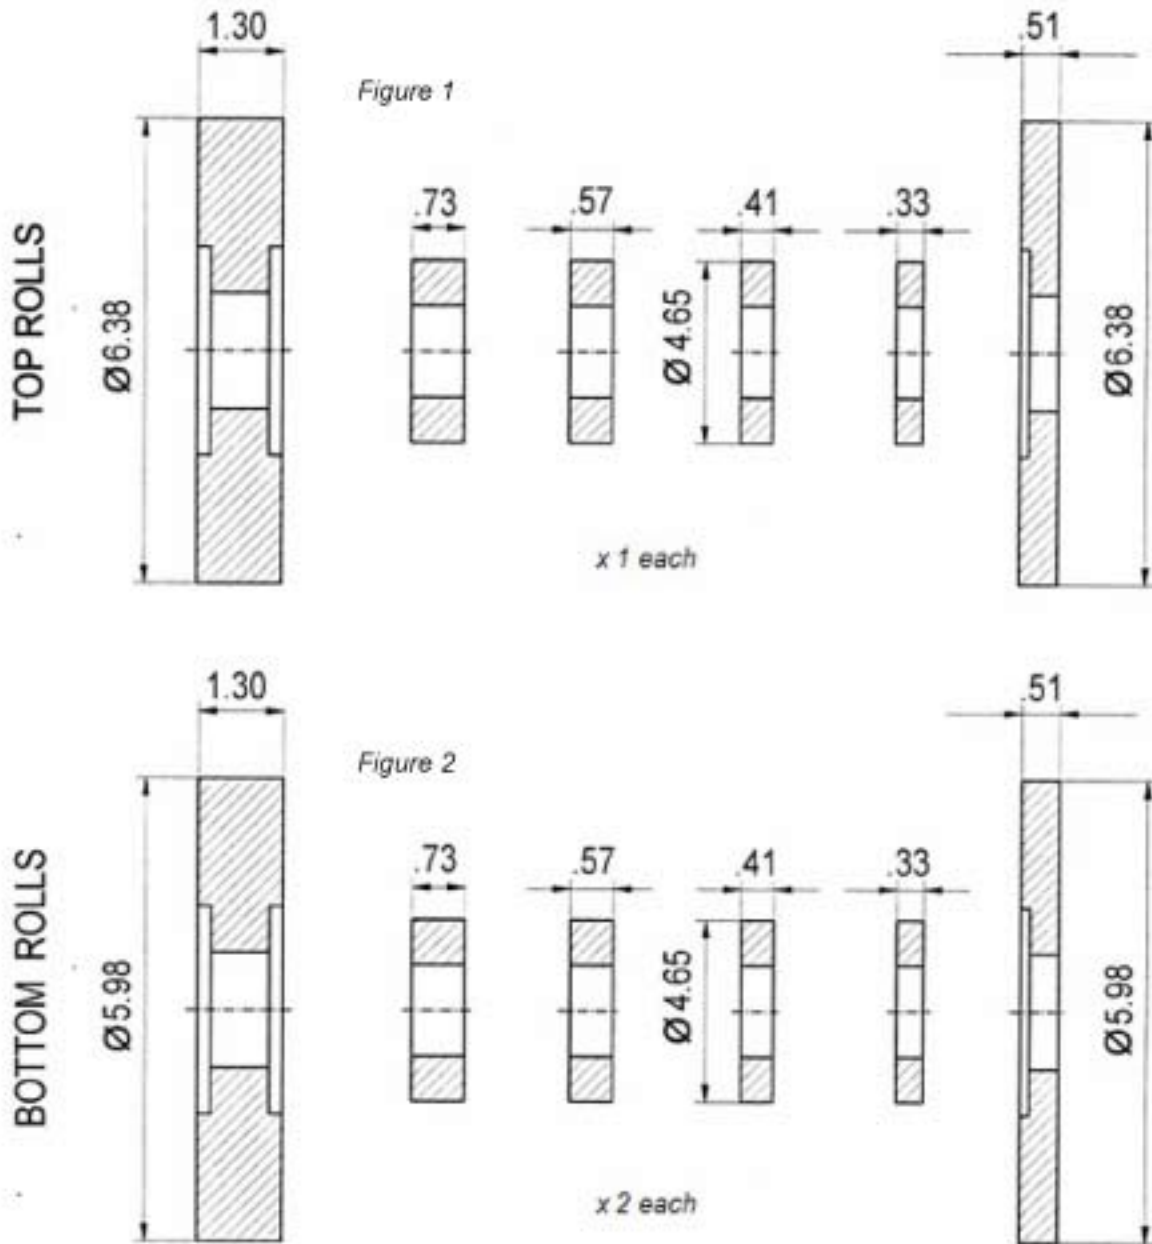 1.30
.51
Figure 1
.73
.57
.41
.33
TOP ROLLS
Ø6.38
Ø4.65
Ø6.38
x 1 each
1.30
.51
Figure 2
.73
.57
.41
.33
BOTTOM ROLLS
Ø5.98
Ø4.65
Ø5.98
x 2 each